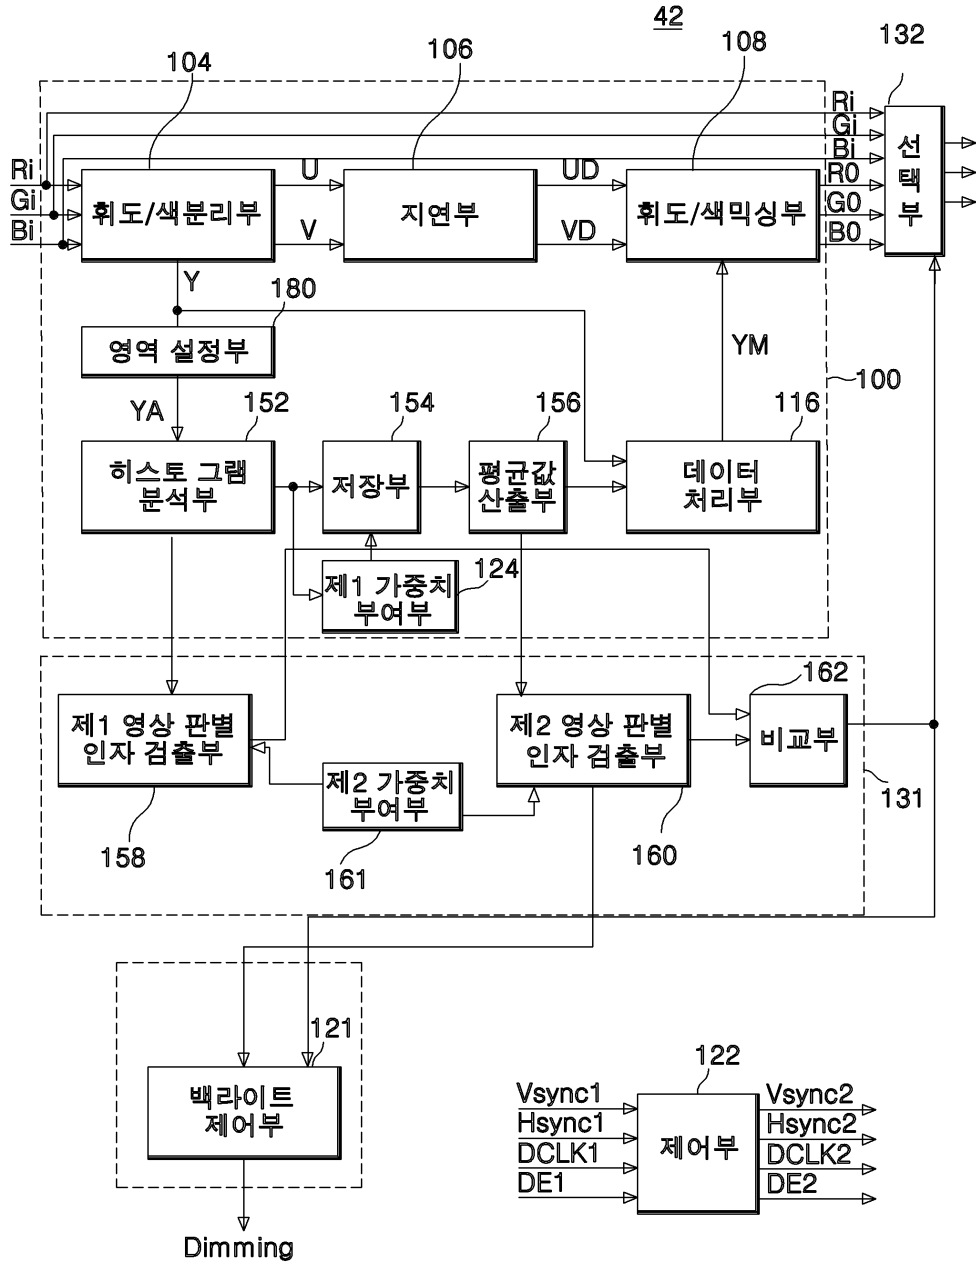 42
104
106
108
132
Ri
Gi
Bi
Ri
Gi
Bi
휘도/색분리부
U
V
지연부
UD
VD
휘도/색믹싱부
R0
G0
B0
선
택
부
Y
180
영역 설정부
YM
100
YA
152
154
156
116
히스토 그램
분석부
저장부
평균값
산출부
데이터
처리부
제1 가중치
부여부
124
162
제1 영상 판별
인자 검출부
제2 영상 판별
인자 검출부
비교부
제2 가중치
부여부
131
158
161
160
121
백라이트
제어부
Dimming
122
Vsync1
Hsync1
DCLK1
DE1
제어부
Vsync2
Hsync2
DCLK2
DE2